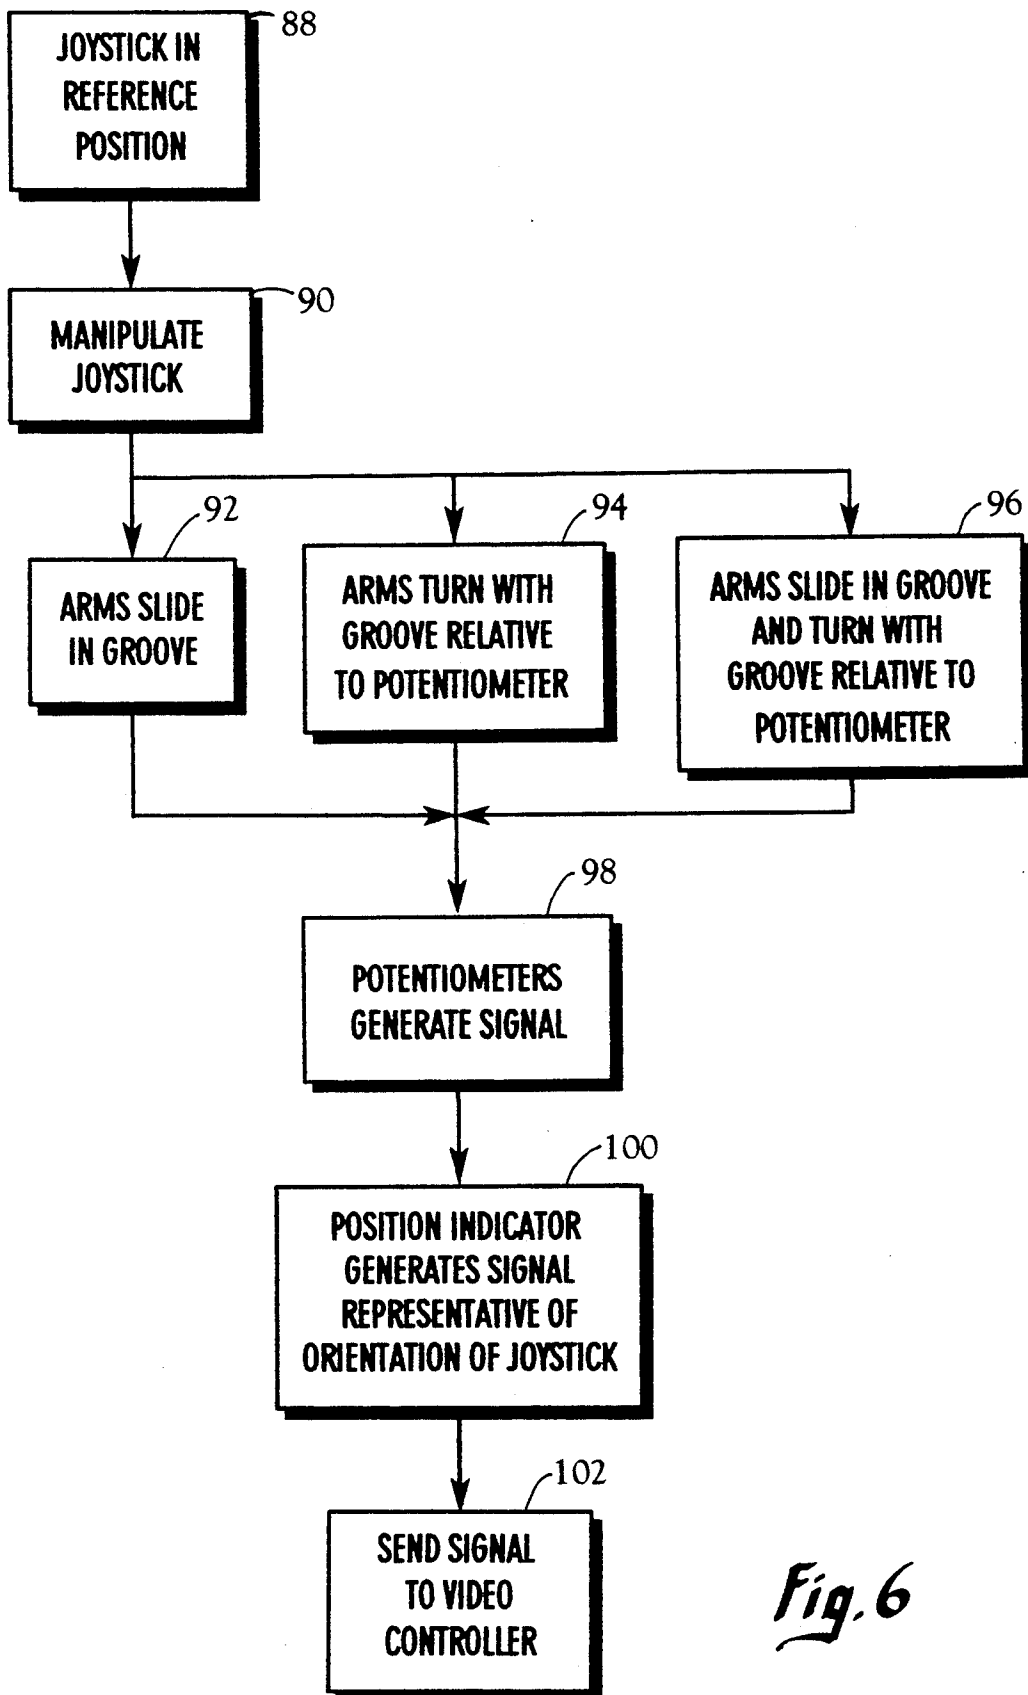 88
JOYSTICK IN
REFERENCE
POSITION
90
MANIPULATE
JOYSTICK
92
ARMS SLIDE
IN GROOVE
94
ARMS TURN WITH
GROOVE RELATIVE
TO POTENTIOMETER
96
ARMS SLIDE IN GROOVE
AND TURN WITH
GROOVE RELATIVE TO
POTENTIOMETER
98
POTENTIOMETERS
GENERATE SIGNAL
100
POSITION INDICATOR
GENERATES SIGNAL
REPRESENTATIVE OF
ORIENTATION OF JOYSTICK
102
SEND SIGNAL
TO VIDEO
CONTROLLER
Fig. 6